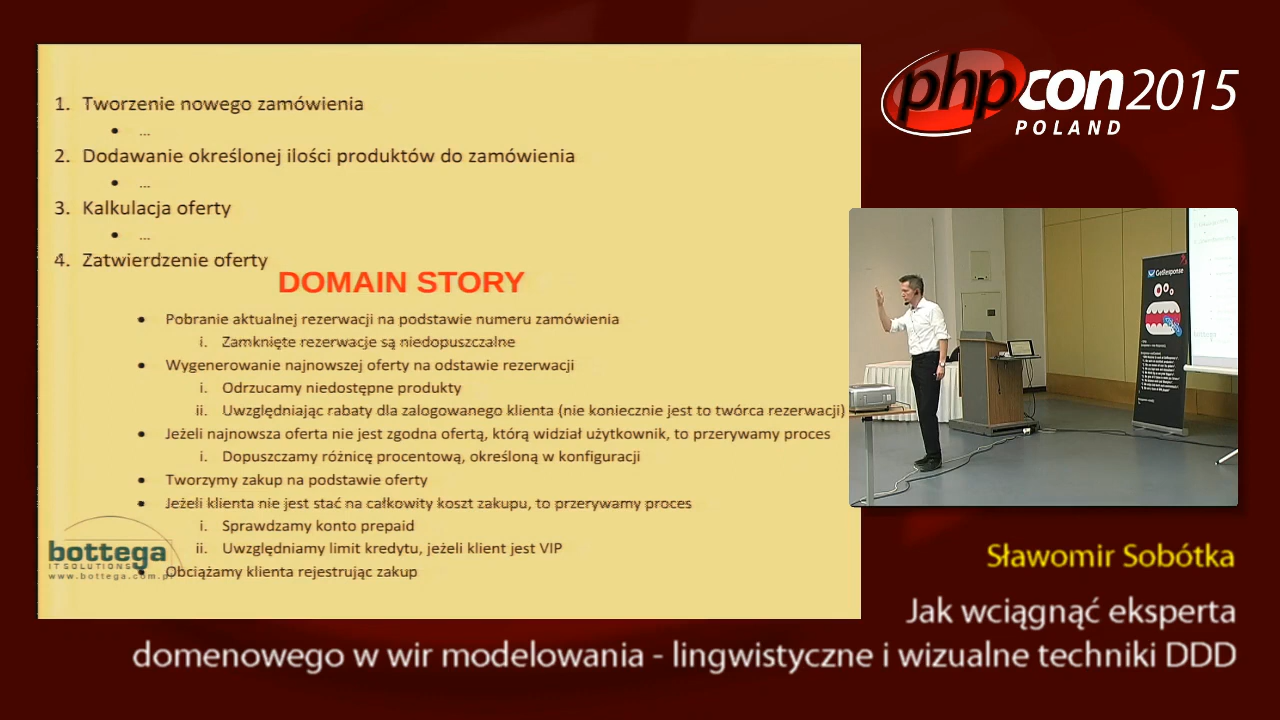 1. Tworzenie nowego zamówienia
• ...
2. Dodawanie określonej ilości produktów do zamówienia
• ...
3. Kalkulacja oferty
• ...
4. Zatwierdzenie oferty
DOMAIN STORY
• Pobranie aktualnej rezerwacji na podstawie numeru zamówienia
i. Zamknięte rezerwacje są niedopuszczalne
• Wygenerowanie najnowszej oferty na odstawie rezerwacji
i. Odrzucamy niedostępne produkty
ii. Uwzględniając rabaty dla zalogowanego klienta (nie koniecznie jest to twórca rezerwacji)
• Jeżeli najnowsza oferta nie jest zgodna ofertą, którą widział użytkownik, to przerywamy proces
i. Dopuszczamy różnicę procentową, określoną w konfiguracji
• Tworzymy zakup na podstawie oferty
• Jeżeli klienta nie jest stać na całkowity koszt zakupu, to przerywamy proces
i. Sprawdzamy konto prepaid
ii. Uwzględniamy limit kredytu, jeżeli klient jest VIP
• Obciążamy klienta rejestrując zakup
bottega
IT SOLUTIONS
www.bottega.com.pl
phpcon 2015
POLAND
GetResponse
Sławomir Sobótka
Jak wciągnąć eksperta
domenowego w wir modelowania - lingwistyczne i wizualne techniki DDD